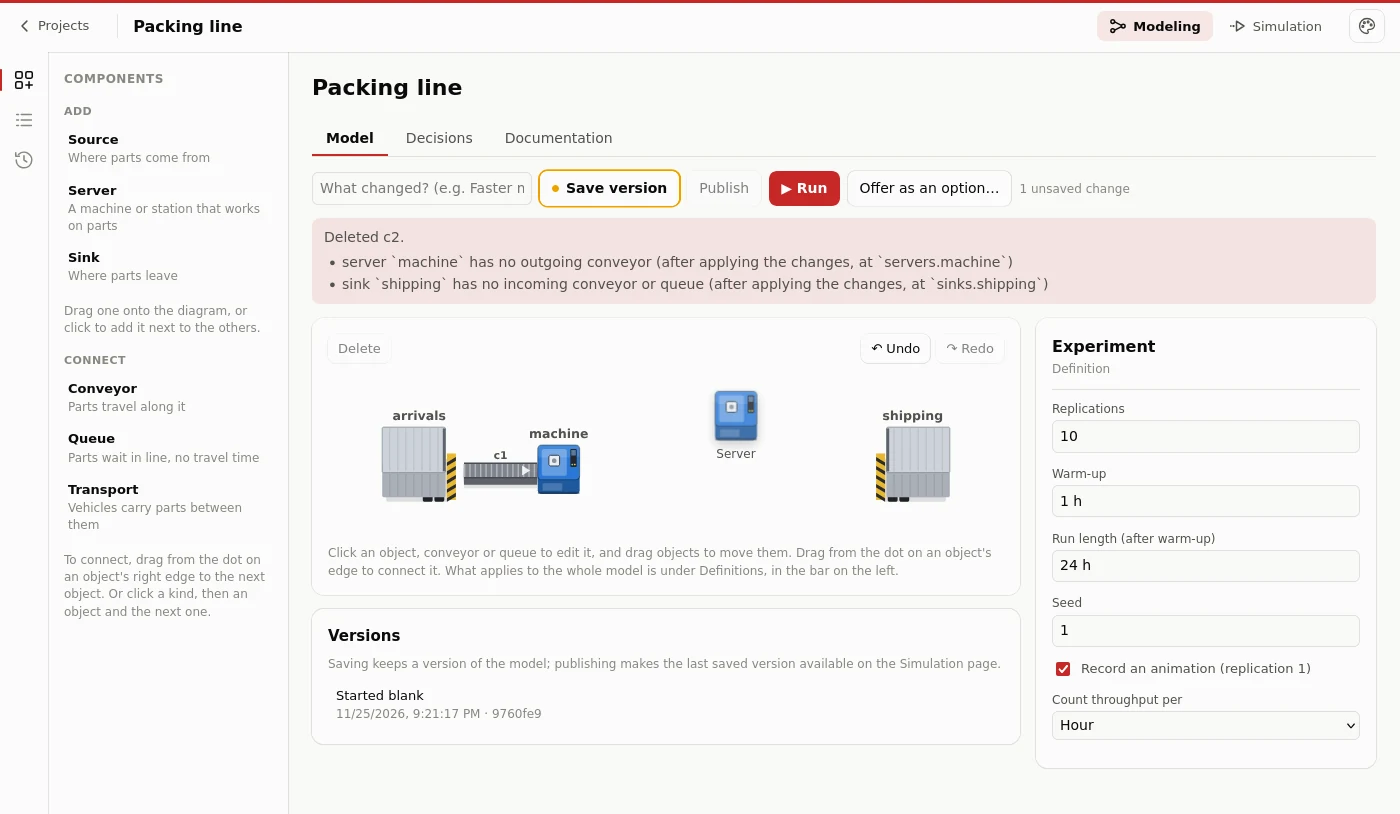 Projects
Packing line
Modeling
Simulation
COMPONENTS
ADD
Source
Where parts come from
Server
A machine or station that works
on parts
Sink
Where parts leave
Drag one onto the diagram, or
click to add it next to the others.
CONNECT
Conveyor
Parts travel along it
Queue
Parts wait in line, no travel time
Transport
Vehicles carry parts between
them
To connect, drag from the dot on
an object's right edge to the next
object. Or click a kind, then an
object and the next one.
Packing line
Model
Decisions
Documentation
What changed? (e.g. Faster
Save version
Publish
▶ Run
Offer as an option…
1 unsaved change
Deleted c2.
• server `machine` has no outgoing conveyor (after applying the changes, at `servers.machine`)
• sink `shipping` has no incoming conveyor or queue (after applying the changes, at `sinks.shipping`)
Delete
↶ Undo
↷ Redo
arrivals
c1
machine
Server
shipping
Click an object, conveyor or queue to edit it, and drag objects to move them. Drag from the dot on an object's
edge to connect it. What applies to the whole model is under Definitions, in the bar on the left.
Versions
Saving keeps a version of the model; publishing makes the last saved version available on the Simulation page.
Started blank
11/25/2026, 9:21:17 PM · 9760fe9
Experiment
Definition
Replications
10
Warm-up
1 h
Run length (after warm-up)
24 h
Seed
1
Record an animation (replication 1)
Count throughput per
Hour